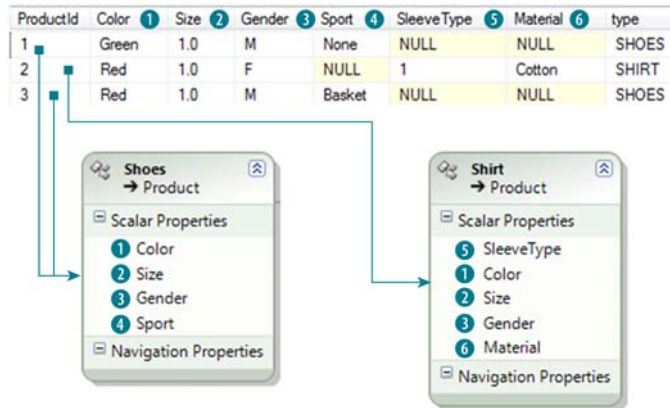 ProductId Color 1 Size 2 Gender 3 Sport 4 SleeveType 5 Material 6 type
1 Green 1.0 M None NULL NULL SHOES
2 Red 1.0 F NULL 1 Cotton SHIRT
3 Red 1.0 M Basket NULL NULL SHOES
Shoes
→ Product
Scalar Properties
1 Color
2 Size
3 Gender
4 Sport
Navigation Properties
Shirt
→ Product
Scalar Properties
5 SleeveType
1 Color
2 Size
3 Gender
6 Material
Navigation Properties